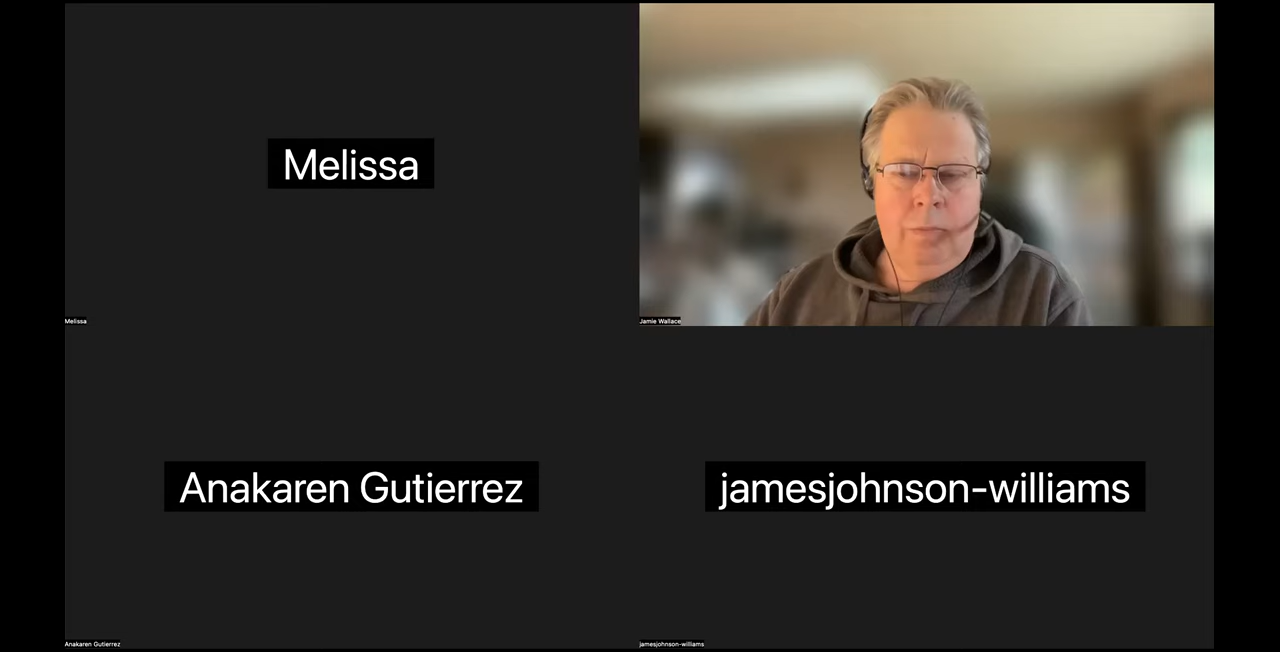 Melissa
Melissa
Jamie Wallace
Anakaren Gutierrez
jamesjohnson-williams
Anakaren Gutierrez
jamesjohnson-williams